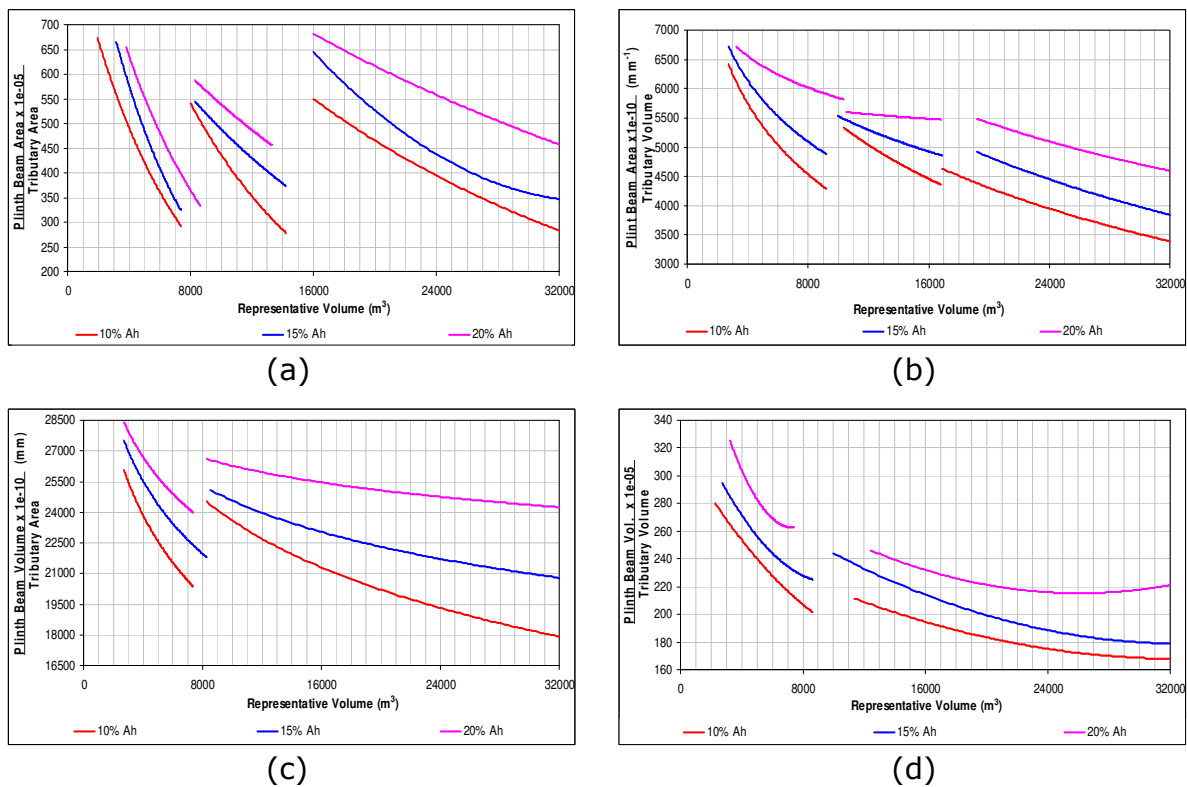 700
650
600
550
500
450
400
350
300
250
200
Plinth Beam Area x 1e-05
Tributary Area
0 8000 16000 24000 32000
Representative Volume (m³)
10% Ah 15% Ah 20% Ah
(a)
7000
6500
6000
5500
5000
4500
4000
3500
3000
Plint Beam Area x1e-10 (m m⁻¹)
Tributary Volume
0 8000 16000 24000 32000
Representative Volume (m³)
10% Ah 15% Ah 20% Ah
(b)
28500
27000
25500
24000
22500
21000
19500
18000
16500
Plinth Beam Volume x 1e-10 (mm)
Tributary Area
0 8000 16000 24000 32000
Representative Volume (m³)
10% Ah 15% Ah 20% Ah
(c)
340
320
300
280
260
240
220
200
180
160
Plinth Beam Vol. x 1e-05
Tributary Volume
0 8000 16000 24000 32000
Representative Volume (m³)
10% Ah 15% Ah 20% Ah
(d)